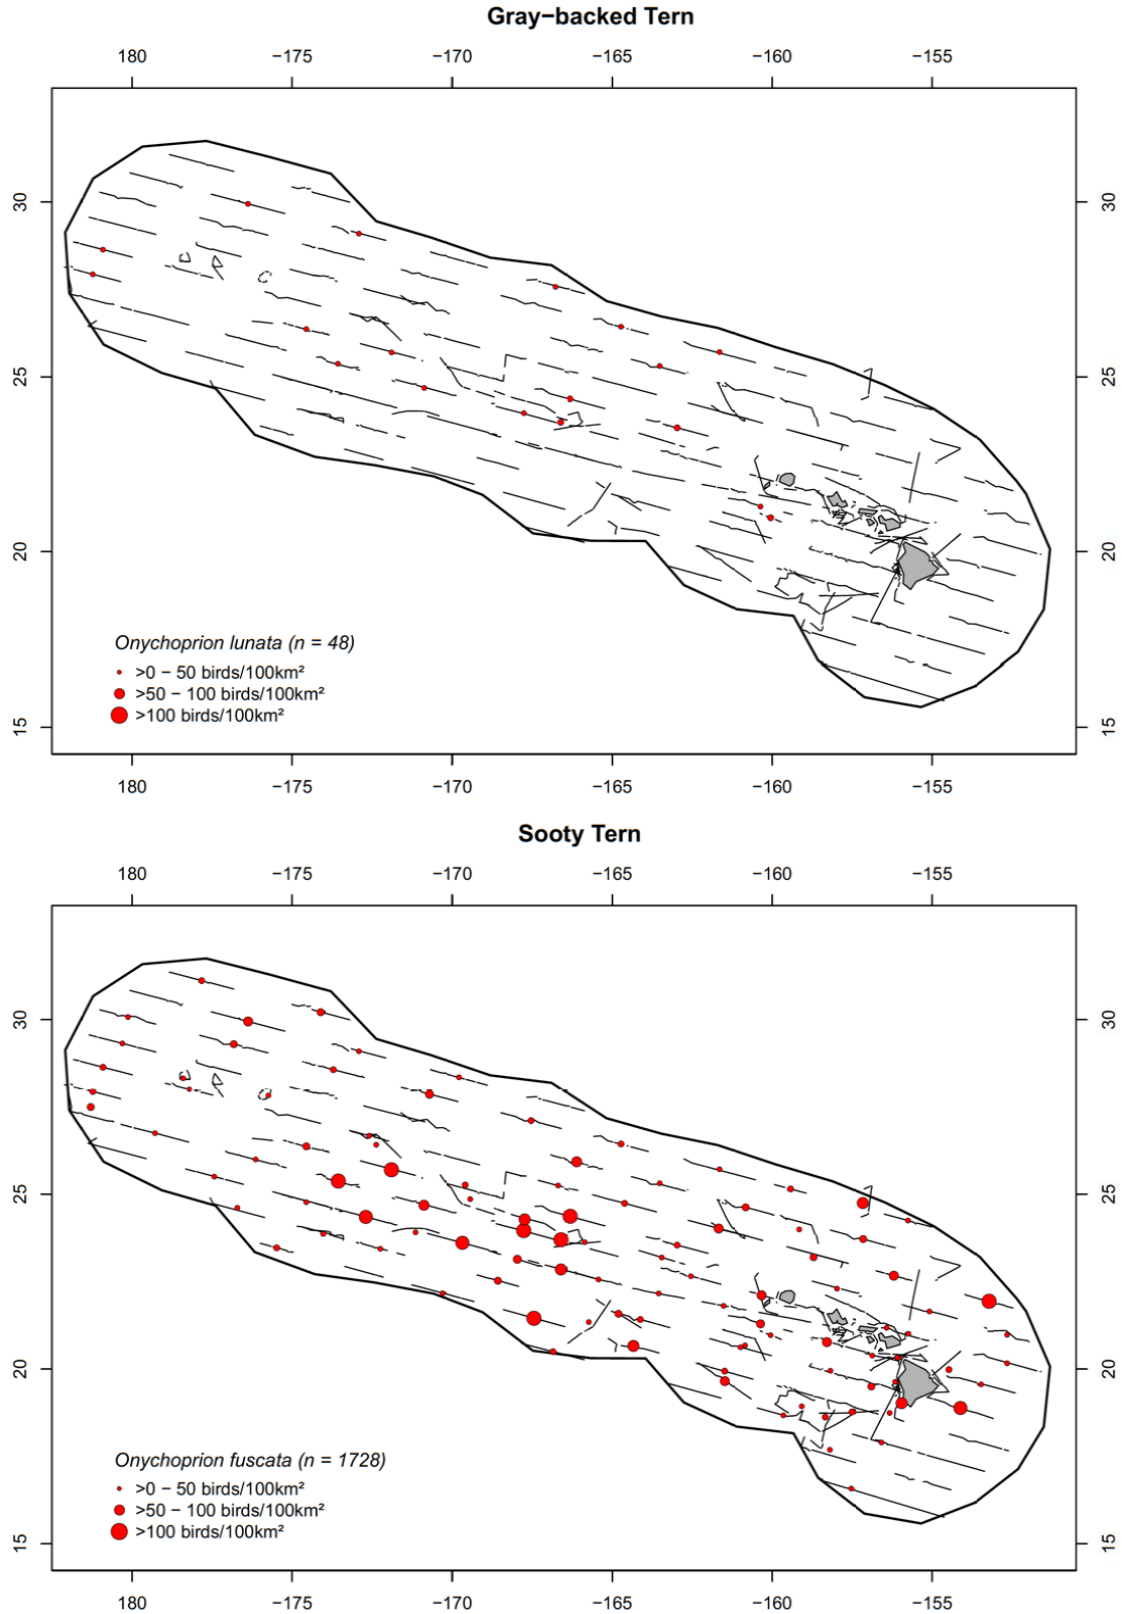 Gray−backed Tern
180 −175 −170 −165 −160 −155
30 30
25 25
20 20
15 15
Onychoprion lunata (n = 48)
>0 − 50 birds/100km²
>50 − 100 birds/100km²
>100 birds/100km²
180 −175 −170 −165 −160 −155
Sooty Tern
180 −175 −170 −165 −160 −155
30 30
25 25
20 20
15 15
Onychoprion fuscata (n = 1728)
>0 − 50 birds/100km²
>50 − 100 birds/100km²
>100 birds/100km²
180 −175 −170 −165 −160 −155